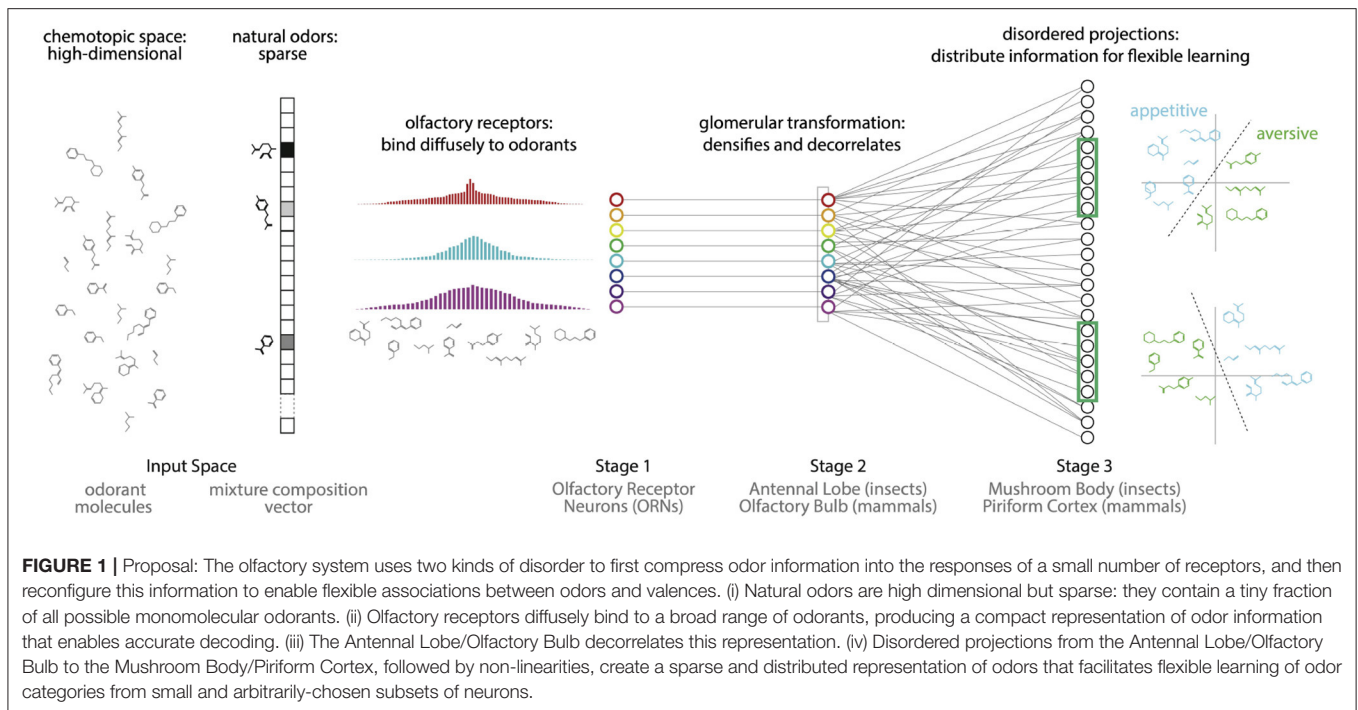 chemotopic space:
high-dimensional
natural odors:
sparse
olfactory receptors:
bind diffusely to odorants
glomerular transformation:
densifies and decorrelates
disordered projections:
distribute information for flexible learning
appetitive
aversive
Input Space
odorant
molecules
mixture composition
vector
Stage 1
Olfactory Receptor
Neurons (ORNs)
Stage 2
Antennal Lobe (insects)
Olfactory Bulb (mammals)
Stage 3
Mushroom Body (insects)
Piriform Cortex (mammals)
FIGURE 1 | Proposal: The olfactory system uses two kinds of disorder to first compress odor information into the responses of a small number of receptors, and then
reconfigure this information to enable flexible associations between odors and valences. (i) Natural odors are high dimensional but sparse: they contain a tiny fraction
of all possible monomolecular odorants. (ii) Olfactory receptors diffusely bind to a broad range of odorants, producing a compact representation of odor information
that enables accurate decoding. (iii) The Antennal Lobe/Olfactory Bulb decorrelates this representation. (iv) Disordered projections from the Antennal Lobe/Olfactory
Bulb to the Mushroom Body/Piriform Cortex, followed by non-linearities, create a sparse and distributed representation of odors that facilitates flexible learning of odor
categories from small and arbitrarily-chosen subsets of neurons.